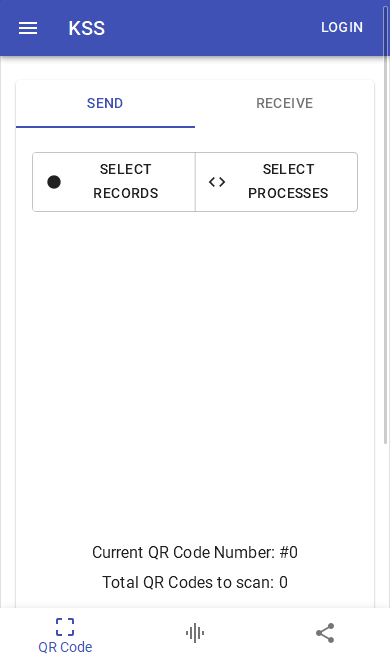 KSS
LOGIN
SEND
RECEIVE
SELECT
RECORDS
SELECT
PROCESSES
Current QR Code Number: #0
Total QR Codes to scan: 0
QR Code